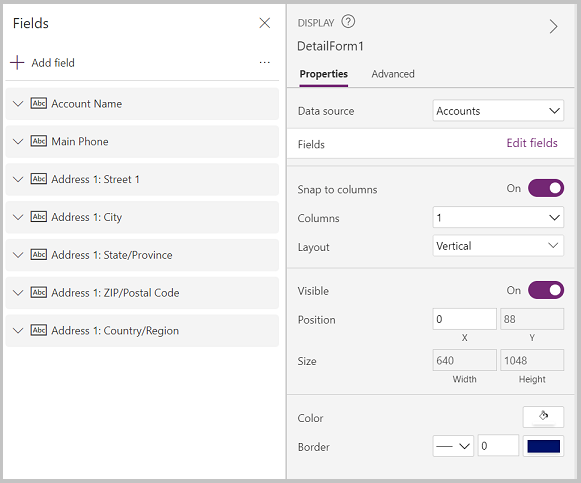 Fields
Add field
Abc Account Name
Abc Main Phone
Abc Address 1: Street 1
Abc Address 1: City
Abc Address 1: State/Province
Abc Address 1: ZIP/Postal Code
Abc Address 1: Country/Region
DISPLAY ?
DetailForm1
Properties Advanced
Data source Accounts
Fields Edit fields
Snap to columns On
Columns 1
Layout Vertical
Visible On
Position 0 88
X Y
Size 640 1048
Width Height
Color
Border 0